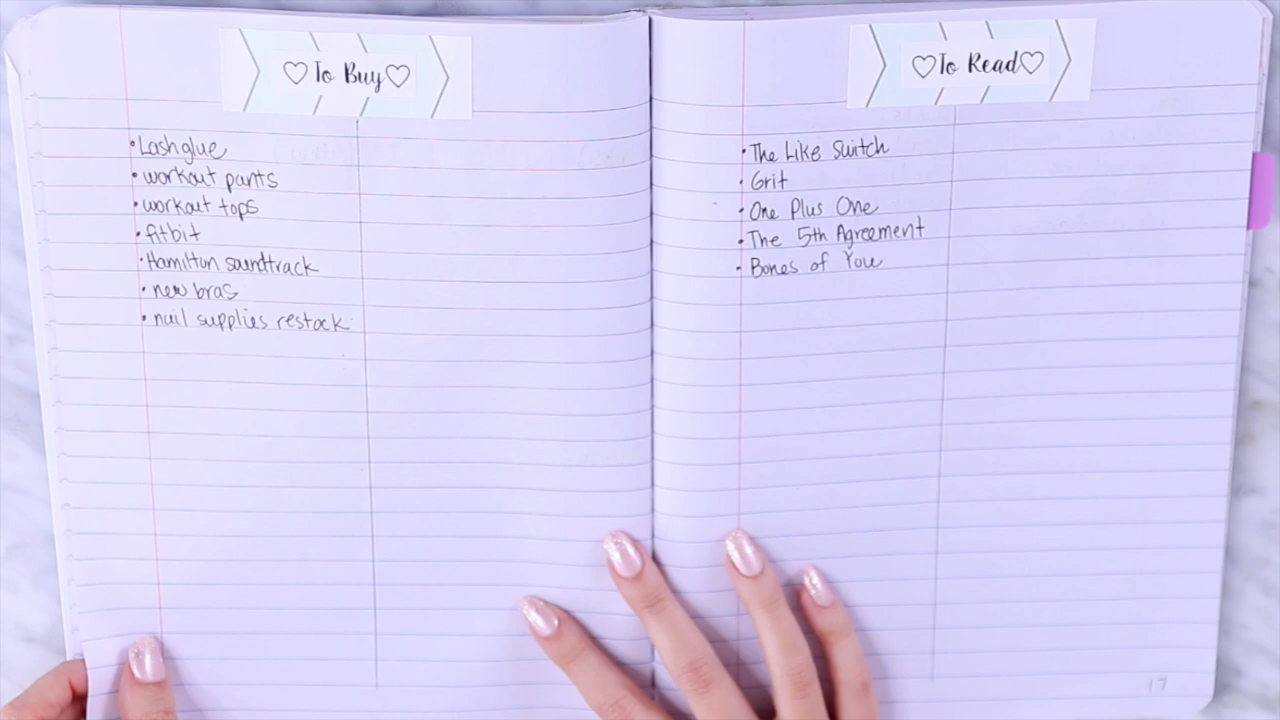 ♡To Buy♡
• Lashglue
• workout pants
• workout tops
• fitbit
• Hamilton soundtrack
• new bras
• nail supplies restock
♡To Read♡
• The Like Switch
• Grit
• One Plus One
• The 5th Agreement
• Bones of You
17